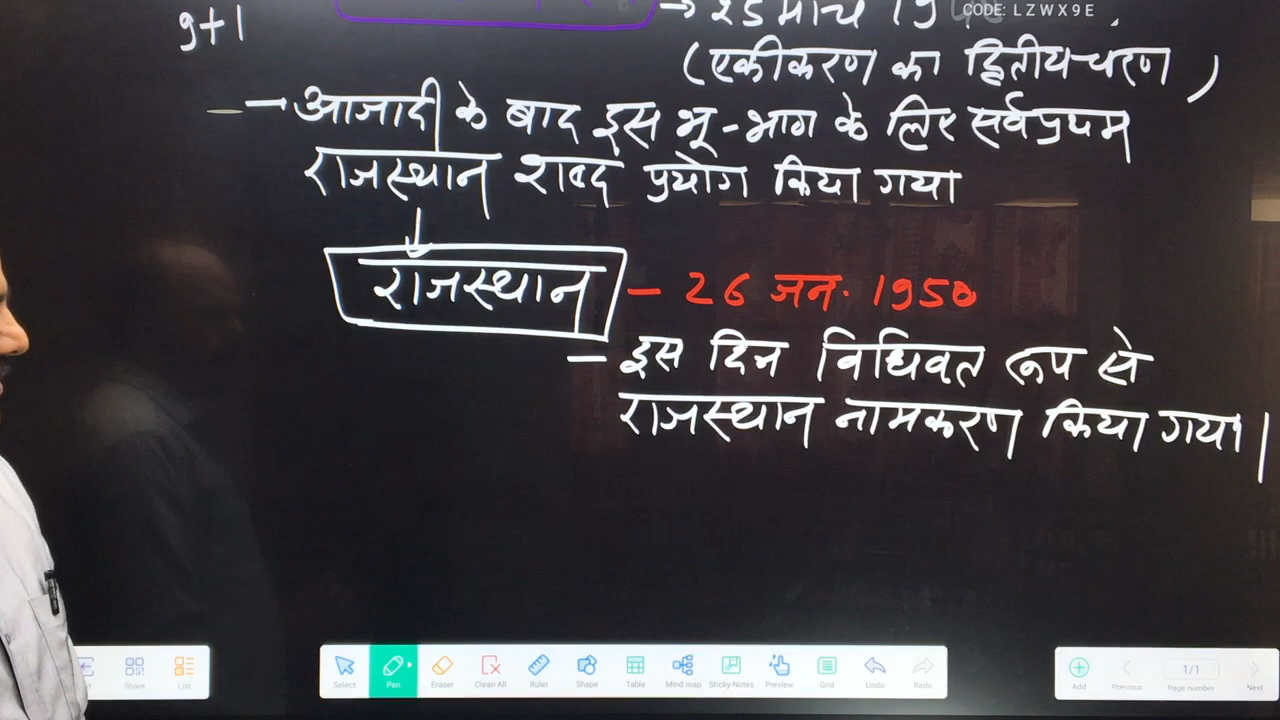 9+1
→ 25 मार्च 19
CODE: LZWX9E
(एकीकरण का द्वितीय चरण)
→ आजादी के बाद इस भू-भाग के लिए सर्वप्रथम
राजस्थान शब्द प्रयोग किया गया
राजस्थान - 26 जन. 1950
- इस दिन विधिवत रूप से
राजस्थान नामकरण किया गया।
Share List
Select Pen Eraser Clean All Ruler Shape Table Mind map Sticky-Notes Preview Grid Undo Redo
Add Previous 1/1 Page number Next